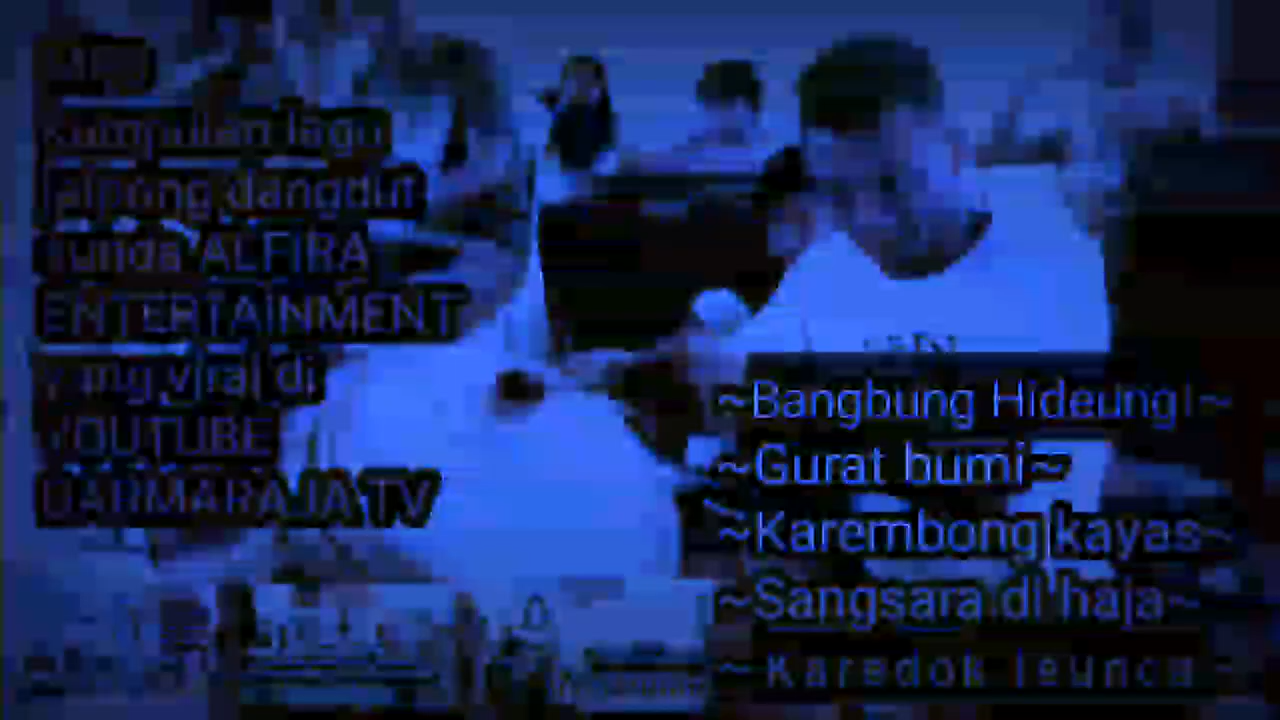 Kumpulan lagu
jaipong dangdut
sunda ALFIRA
ENTERTAINMENT
yang viral di
YOUTUBE
DARMARAJA TV
~Bangbung Hideung~
~Gurat bumi~
~Karembong kayas~
~Sangsara di haja~
~Karedok leunca